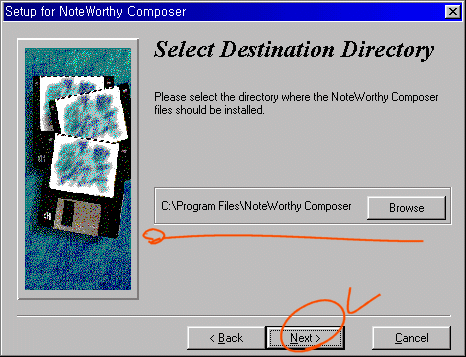 Setup for NoteWorthy Composer
Select Destination Directory
Please select the directory where the NoteWorthy Composer
files should be installed.
C:\Program Files\NoteWorthy Composer
Browse
< Back
Next >
Cancel